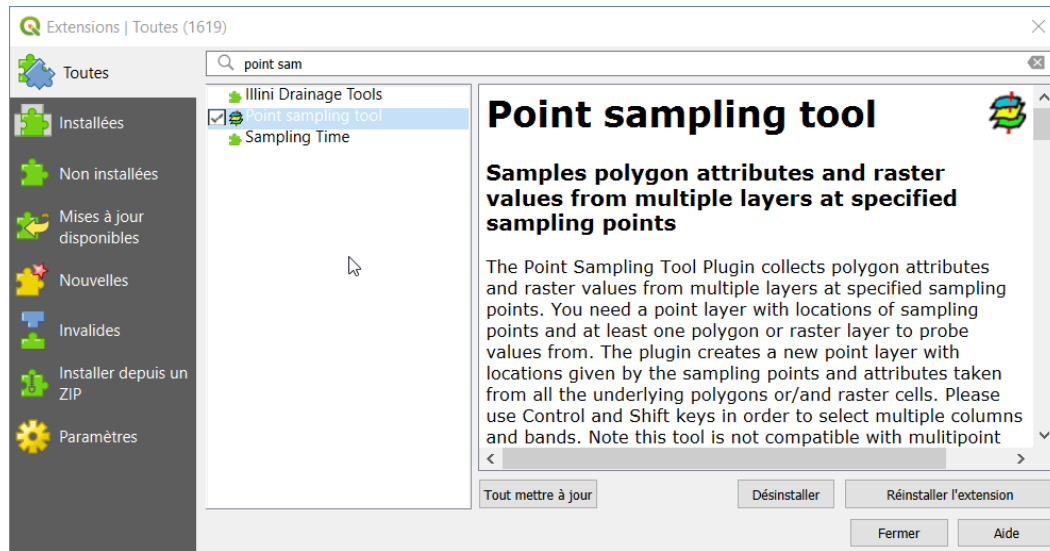 Extensions | Toutes (1619)
Toutes
Installées
Non installées
Mises à jour
disponibles
Nouvelles
Invalides
Installer depuis un
ZIP
Paramètres
point sam
Illini Drainage Tools
Point sampling tool
Sampling Time
Point sampling tool
Samples polygon attributes and raster
values from multiple layers at specified
sampling points
The Point Sampling Tool Plugin collects polygon attributes
and raster values from multiple layers at specified sampling
points. You need a point layer with locations of sampling
points and at least one polygon or raster layer to probe
values from. The plugin creates a new point layer with
locations given by the sampling points and attributes taken
from all the underlying polygons or/and raster cells. Please
use Control and Shift keys in order to select multiple columns
and bands. Note this tool is not compatible with mulitipoint
Tout mettre à jour
Désinstaller
Réinstaller l'extension
Fermer
Aide